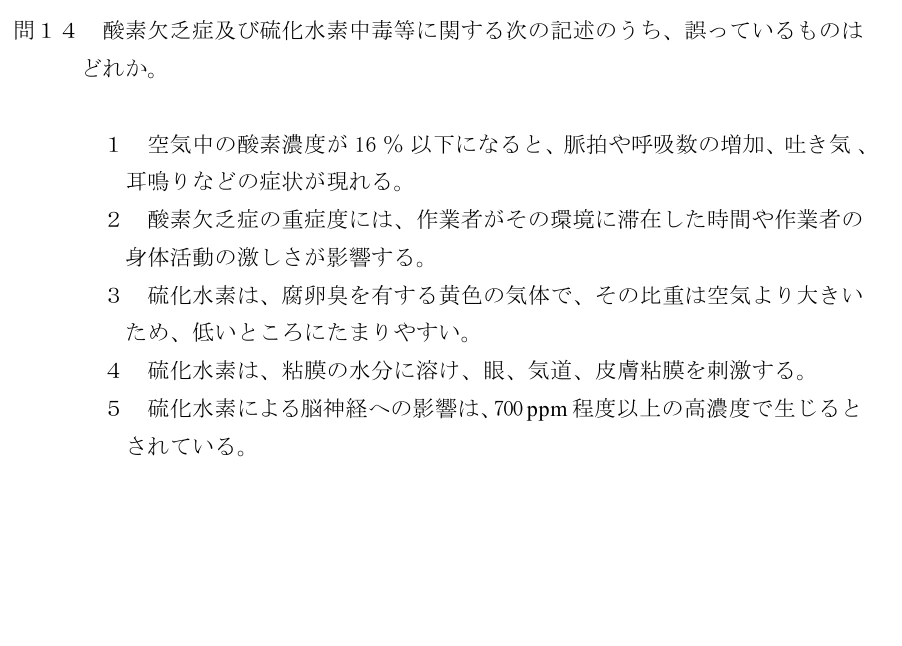 問１４　酸素欠乏症及び硫化水素中毒等に関する次の記述のうち、誤っているものは
どれか。
１　空気中の酸素濃度が 16 ％ 以下になると、脈拍や呼吸数の増加、吐き気、
耳鳴りなどの症状が現れる。
２　酸素欠乏症の重症度には、作業者がその環境に滞在した時間や作業者の
身体活動の激しさが影響する。
３　硫化水素は、腐卵臭を有する黄色の気体で、その比重は空気より大きい
ため、低いところにたまりやすい。
４　硫化水素は、粘膜の水分に溶け、眼、気道、皮膚粘膜を刺激する。
５　硫化水素による脳神経への影響は、700 ppm 程度以上の高濃度で生じると
されている。